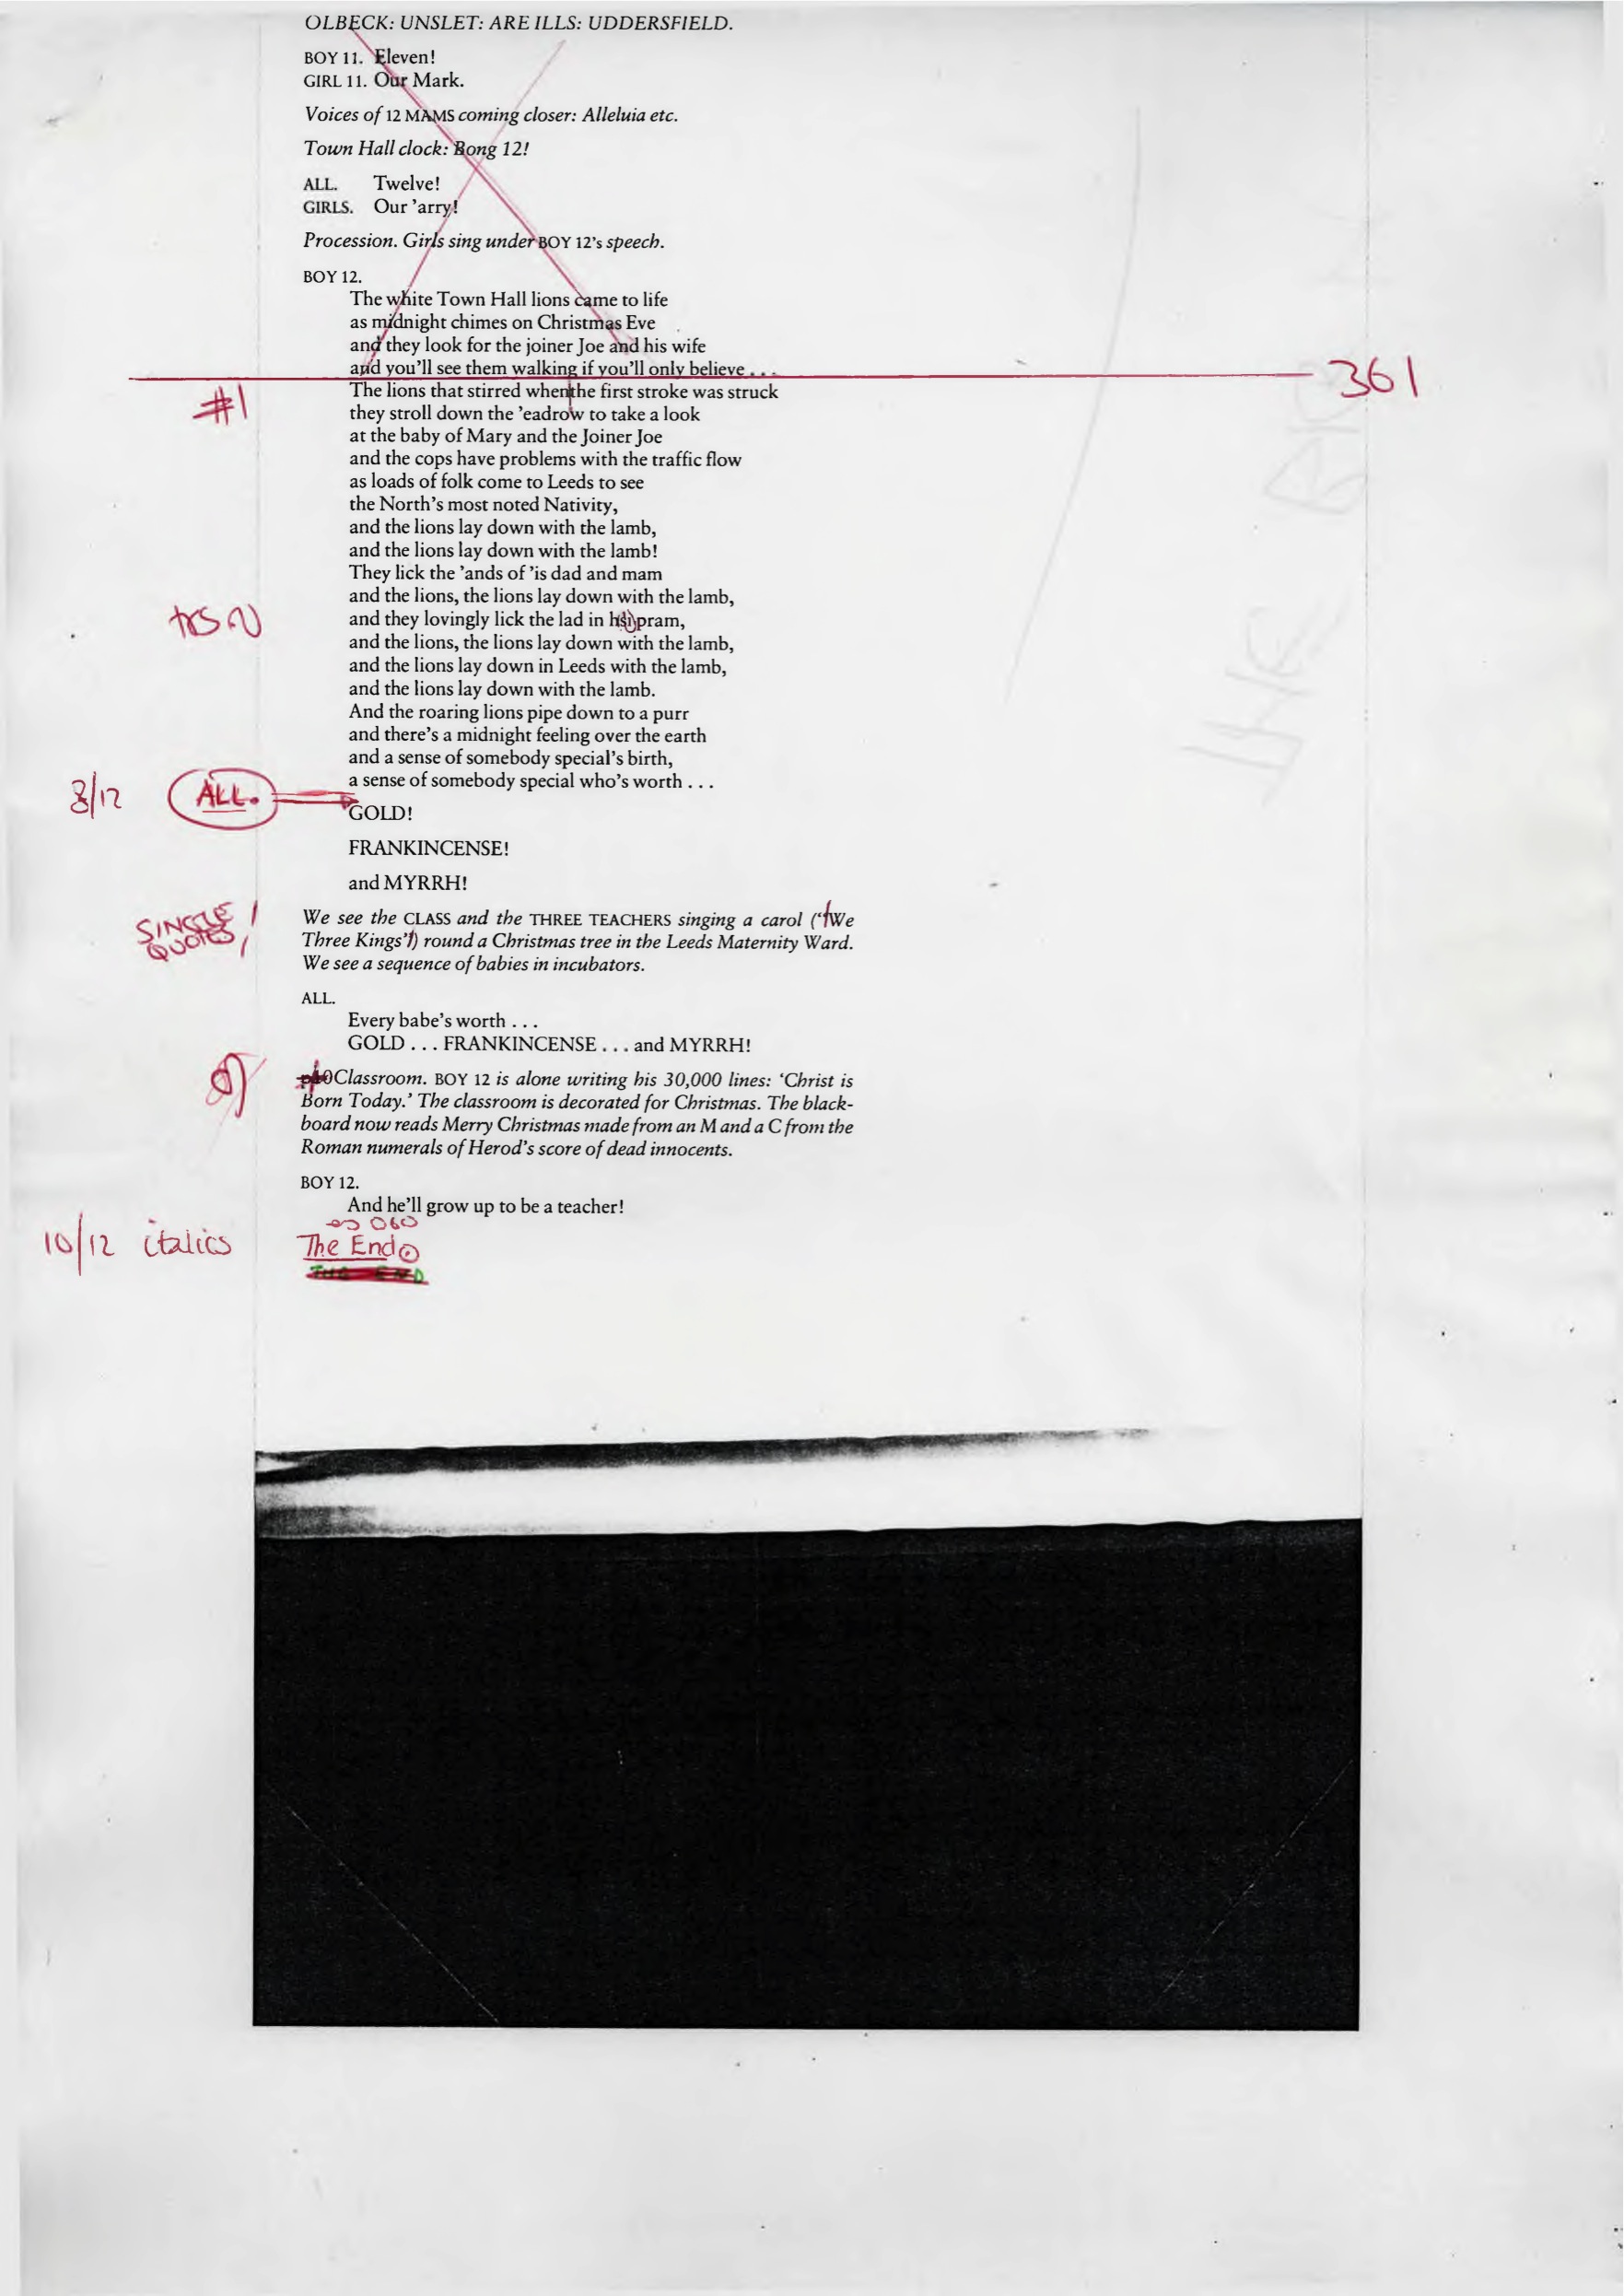 OLBECK: UNSLET: ARE ILLS: UDDERSFIELD.
BOY 11. Eleven!
GIRL 11. Our Mark.
Voices of 12 MAMS coming closer: Alleluia etc.
Town Hall clock: Bong 12!
ALL. Twelve!
GIRLS. Our ’arry!
Procession. Girls sing under BOY 12’s speech.
BOY 12.
The white Town Hall lions came to life
as midnight chimes on Christmas Eve
and they look for the joiner Joe and his wife
and you’ll see them walking if you’ll only believe . . .
361
#1
The lions that stirred whenthe first stroke was struck
they stroll down the ’eadrow to take a look
at the baby of Mary and the Joiner Joe
and the cops have problems with the traffic flow
as loads of folk come to Leeds to see
the North’s most noted Nativity,
and the lions lay down with the lamb,
and the lions lay down with the lamb!
They lick the ’ands of ’is dad and mam
and the lions, the lions lay down with the lamb,
trs
and they lovingly lick the lad in hsi pram,
and the lions, the lions lay down with the lamb,
and the lions lay down in Leeds with the lamb,
and the lions lay down with the lamb.
And the roaring lions pipe down to a purr
and there’s a midnight feeling over the earth
and a sense of somebody special’s birth,
a sense of somebody special who’s worth . . .
8/12 ALL.
GOLD!
FRANKINCENSE!
and MYRRH!
SINGLE
QUOTES
We see the CLASS and the THREE TEACHERS singing a carol (“We
Three Kings”) round a Christmas tree in the Leeds Maternity Ward.
We see a sequence of babies in incubators.
ALL.
Every babe’s worth . . .
GOLD . . . FRANKINCENSE . . . and MYRRH!
Classroom. BOY 12 is alone writing his 30,000 lines: ‘Christ is
Born Today.’ The classroom is decorated for Christmas. The black-
board now reads Merry Christmas made from an M and a C from the
Roman numerals of Herod’s score of dead innocents.
BOY 12.
And he’ll grow up to be a teacher!
10/12 italics
The End.
THE END